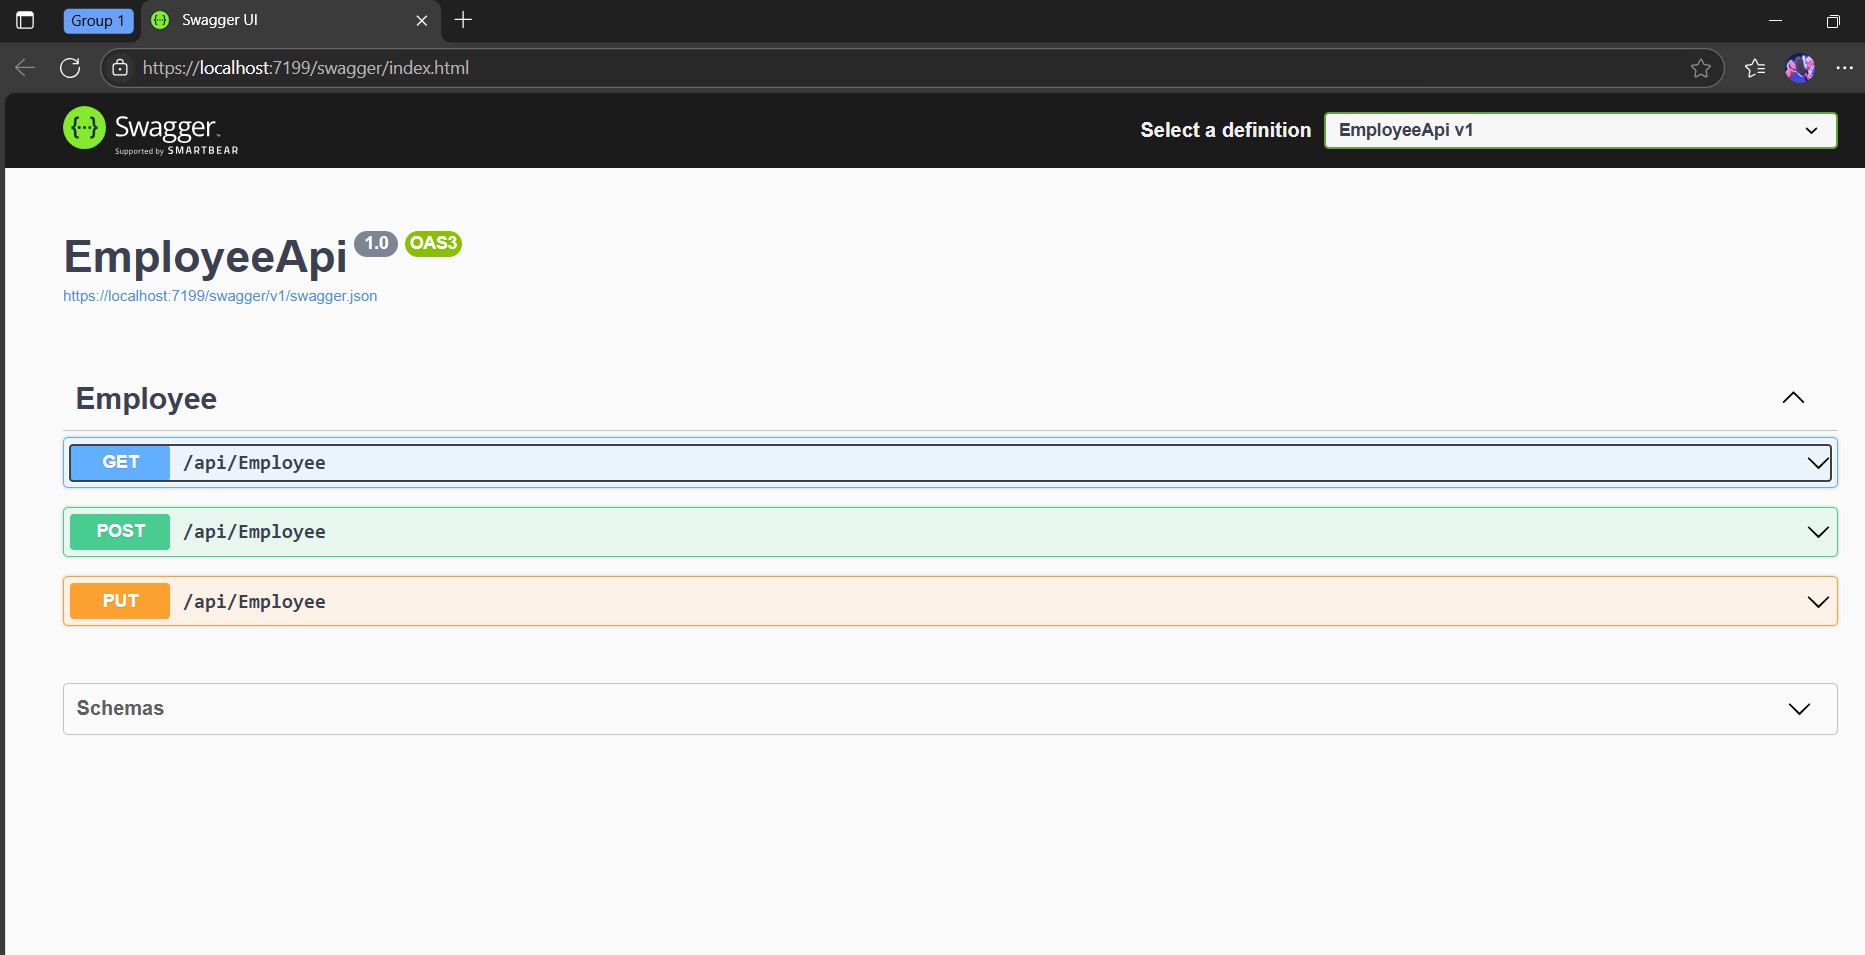 Group 1
Swagger UI
https://localhost:7199/swagger/index.html
Swagger.
Supported by SMARTBEAR
Select a definition
EmployeeApi v1
EmployeeApi 1.0 OAS3
https://localhost:7199/swagger/v1/swagger.json
Employee
GET /api/Employee
POST /api/Employee
PUT /api/Employee
Schemas